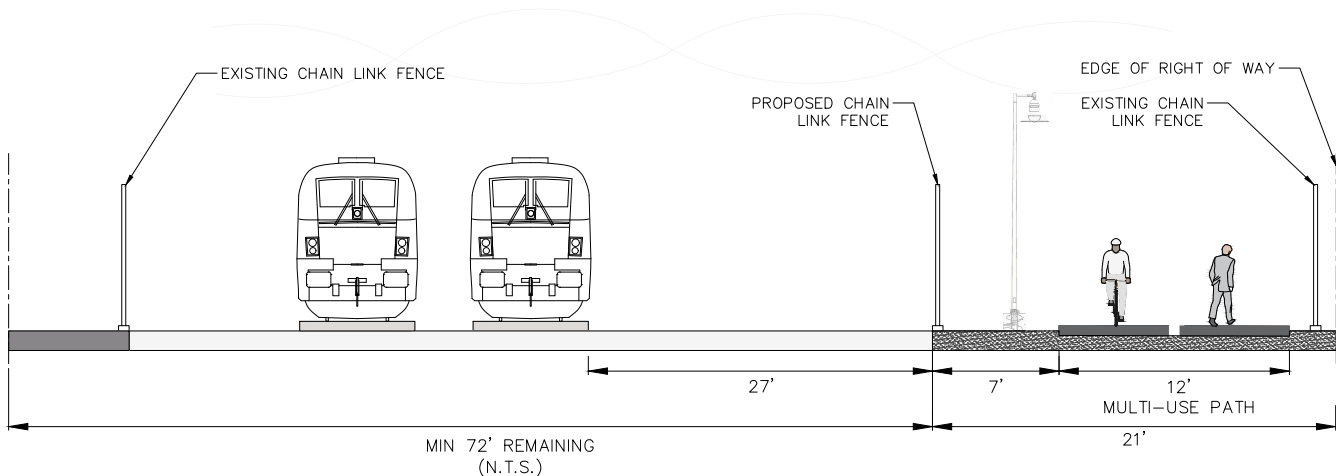 EXISTING CHAIN LINK FENCE
PROPOSED CHAIN
LINK FENCE
EDGE OF RIGHT OF WAY
EXISTING CHAIN
LINK FENCE
27'
7'
12'
MULTI-USE PATH
MIN 72' REMAINING
(N.T.S.)
21'